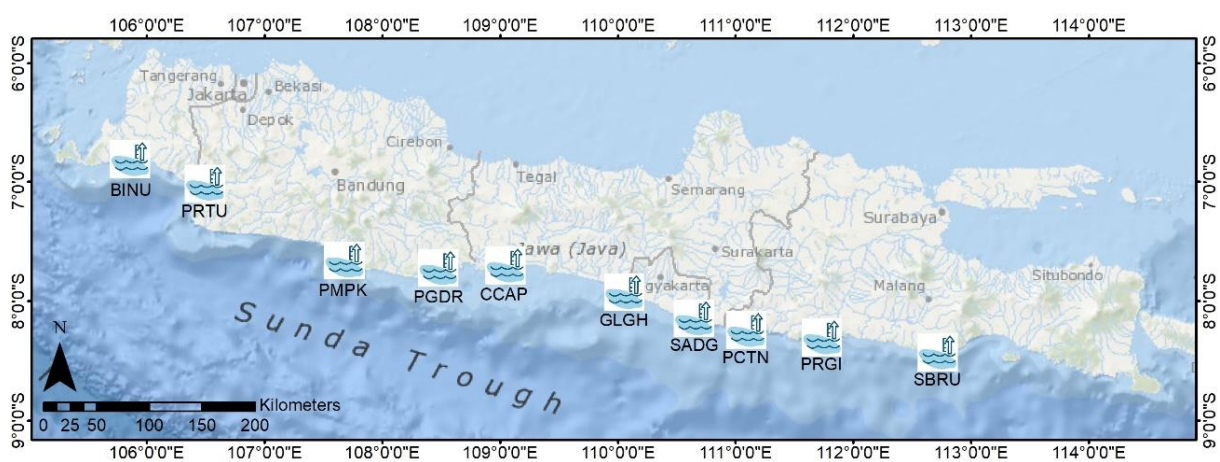 106°0'0"E 107°0'0"E 108°0'0"E 109°0'0"E 110°0'0"E 111°0'0"E 112°0'0"E 113°0'0"E 114°0'0"E
6°0'0"S
6°0'0"S
Tangerang
Bekasi
Jakarta
Depok
Cirebon
Tegal
Semarang
Bandung
Surabaya
Surakarta
Jawa (Java)
Situbondo
gyakarta
Malang
7°0'0"S
7°0'0"S
BINU
PRTU
PMPK
PGDR
CCAP
GLGH
SADG
PCTN
PRGI
SBRU
8°0'0"S
8°0'0"S
Sunda Trough
N
Kilometers
0 25 50 100 150 200
9°0'0"S
9°0'0"S
106°0'0"E 107°0'0"E 108°0'0"E 109°0'0"E 110°0'0"E 111°0'0"E 112°0'0"E 113°0'0"E 114°0'0"E